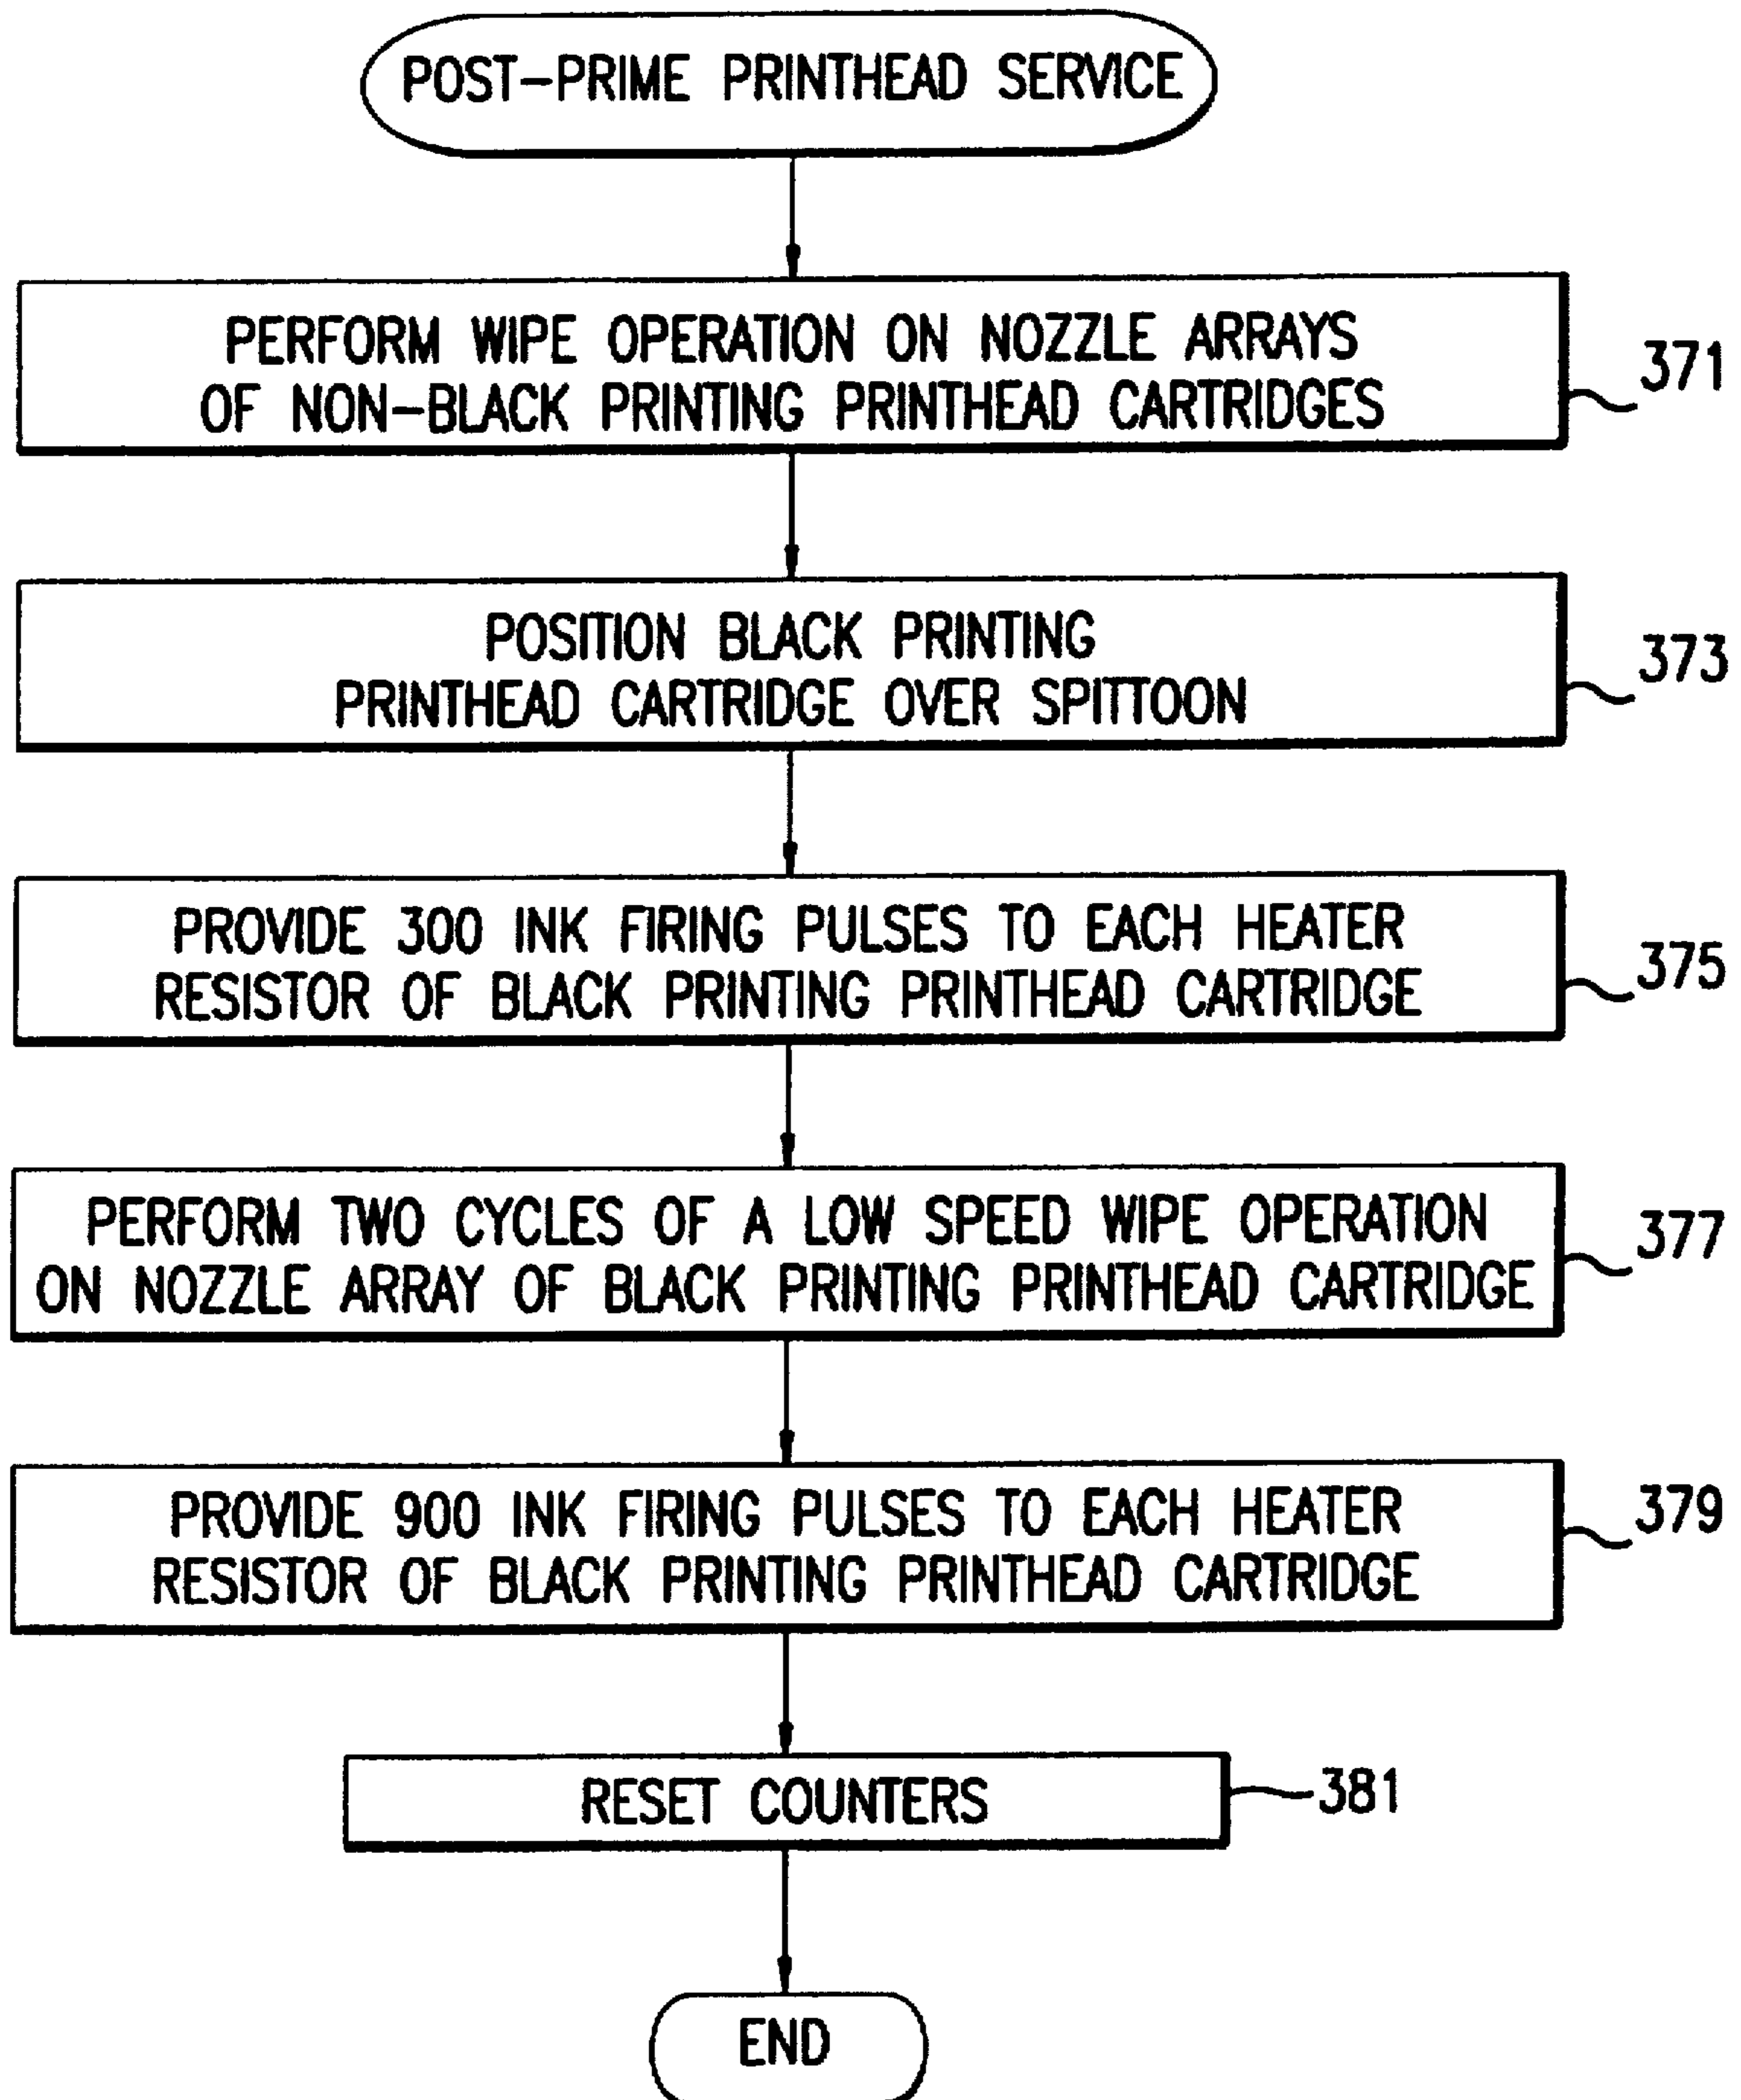 POST-PRIME PRINTHEAD SERVICE
PERFORM WIPE OPERATION ON NOZZLE ARRAYS
OF NON-BLACK PRINTING PRINTHEAD CARTRIDGES
371
POSITION BLACK PRINTING
PRINTHEAD CARTRIDGE OVER SPITTOON
373
PROVIDE 300 INK FIRING PULSES TO EACH HEATER
RESISTOR OF BLACK PRINTING PRINTHEAD CARTRIDGE
375
PERFORM TWO CYCLES OF A LOW SPEED WIPE OPERATION
ON NOZZLE ARRAY OF BLACK PRINTING PRINTHEAD CARTRIDGE
377
PROVIDE 900 INK FIRING PULSES TO EACH HEATER
RESISTOR OF BLACK PRINTING PRINTHEAD CARTRIDGE
379
RESET COUNTERS
381
END